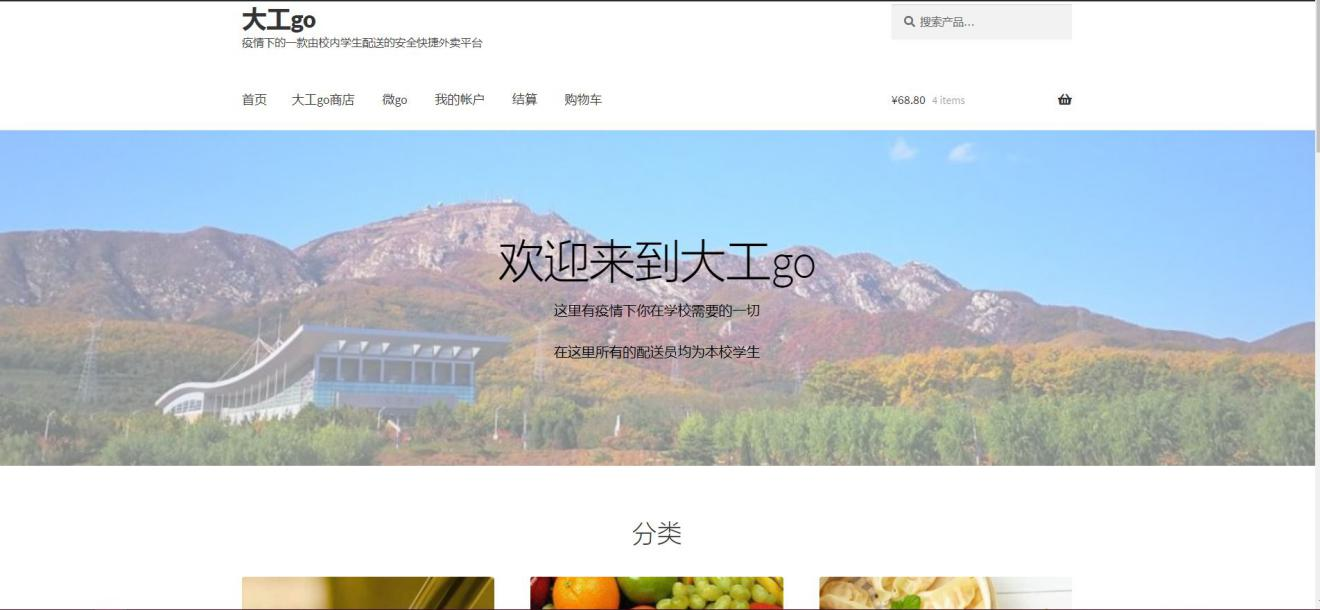 大工go
疫情下的一款由校内学生配送的安全快捷外卖平台
搜索产品…
首页 大工go商店 微go 我的帐户 结算 购物车
¥68.80 4 items
欢迎来到大工go
这里有疫情下你在学校需要的一切
在这里所有的配送员均为本校学生
分类